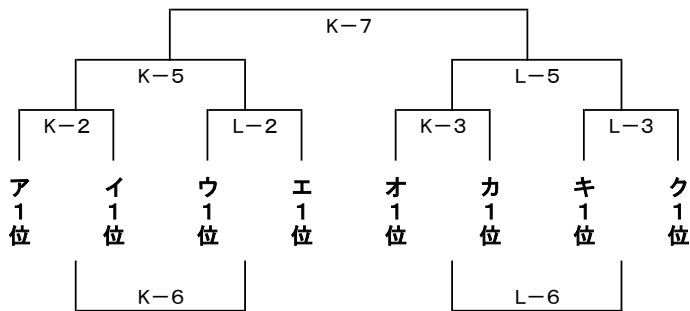 K－7
K－5 L－5
K－2 L－2 K－3 L－3
ア1位 イ1位 ウ1位 エ1位 オ1位 カ1位 キ1位 ク1位
K－6 L－6